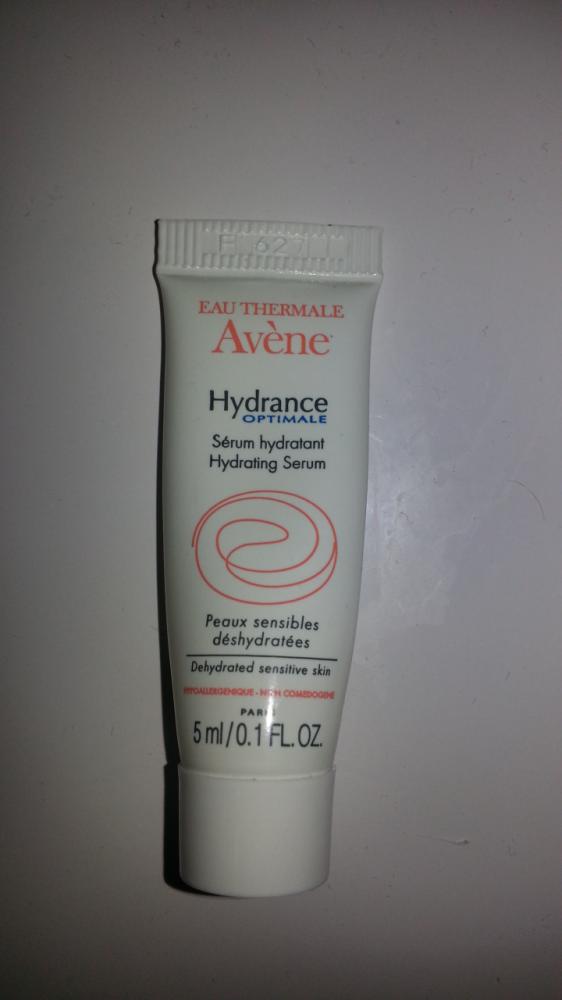 F 627
EAU THERMALE
Avène
Hydrance
OPTIMALE
Sérum hydratant
Hydrating Serum
Peaux sensibles
déshydratées
Dehydrated sensitive skin
HYPOALLERGENIQUE - NON COMEDOGENE
PARIS
5 ml/0.1 FL. OZ.